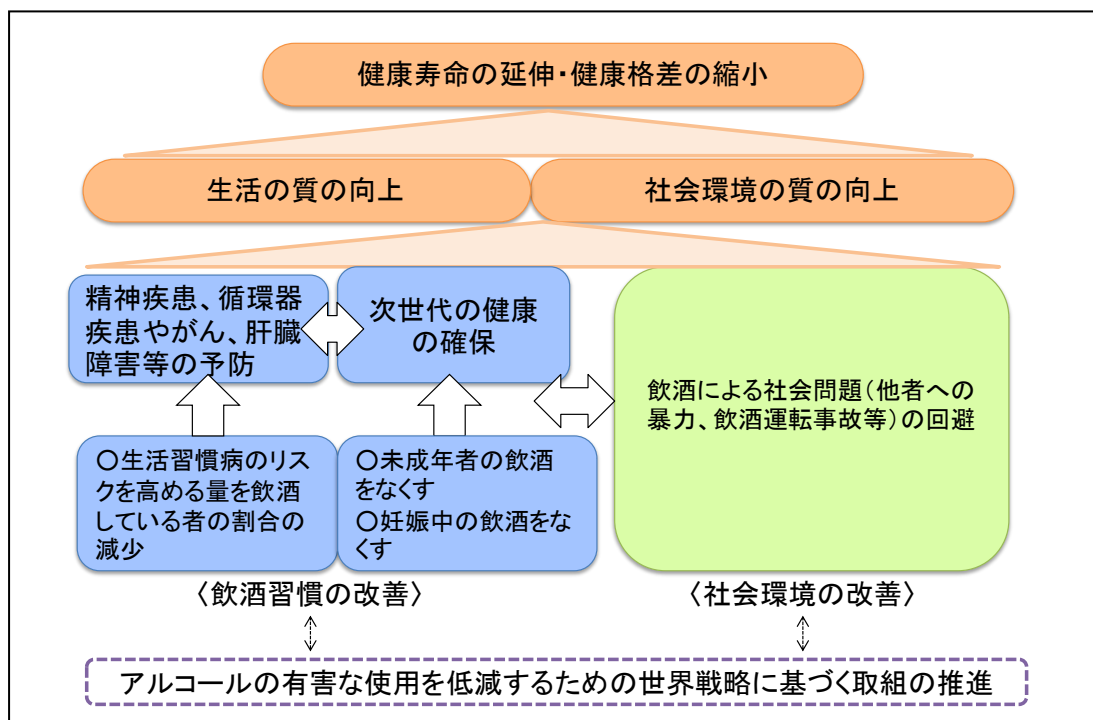 健康寿命の延伸・健康格差の縮小
生活の質の向上
社会環境の質の向上
精神疾患、循環器
疾患やがん、肝臓
障害等の予防
次世代の健康
の確保
飲酒による社会問題（他者への
暴力、飲酒運転事故等）の回避
○生活習慣病のリス
クを高める量を飲酒
している者の割合の
減少
○未成年者の飲酒
をなくす
○妊娠中の飲酒をな
くす
〈飲酒習慣の改善〉
〈社会環境の改善〉
アルコールの有害な使用を低減するための世界戦略に基づく取組の推進